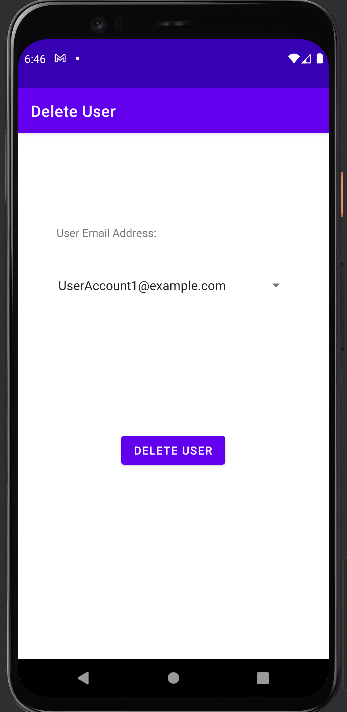 6:46
Delete User
User Email Address:
UserAccount1@example.com
DELETE USER